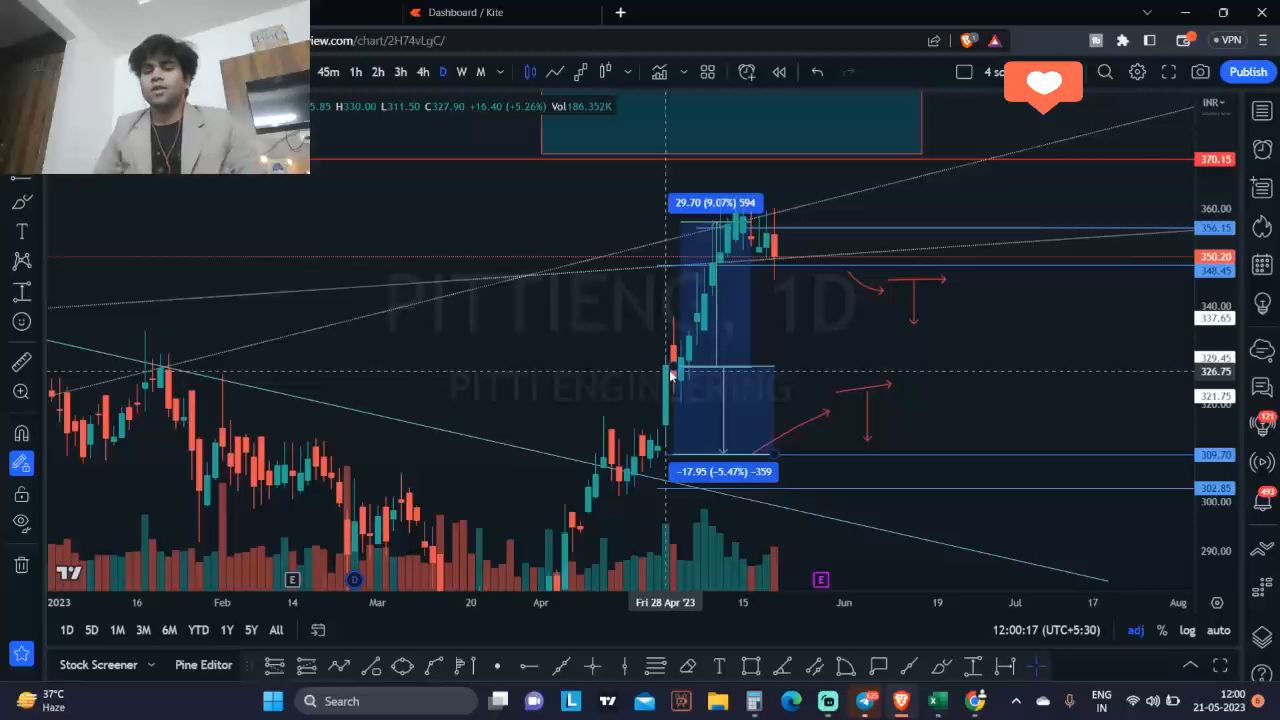 Dashboard / Kite
view.com/chart/2H74vLgC/
VPN
45m 1h 2h 3h 4h D W M
4 sc
Publish
5.85 H330.00 L311.50 C327.90 +16.40 (+5.26%) Vol186.352K
INR
370.15
29.70 (9.07%) 594
360.00
356.15
350.20
348.45
340.00
337.65
329.45
326.75
321.75
320.00
PITTIENG, 1D
PITTI ENGINEERING
309.70
−17.95 (−5.47%) −359
302.85
300.00
290.00
121
493
E
D
E
2023 16 Feb 14 Mar 20 Apr Fri 28 Apr '23 15 Jun 19 Jul 17 Aug
1D 5D 1M 3M 6M YTD 1Y 5Y All
12:00:17 (UTC+5:30) adj % log auto
Stock Screener Pine Editor
37°C
Haze
Search
ENG
IN
12:00
21-05-2023